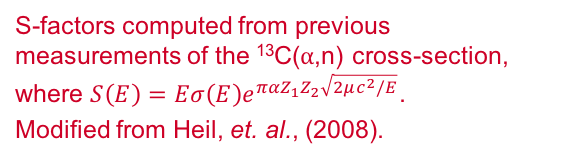 S-factors computed from previous
measurements of the ¹³C(α,n) cross-section,
where S(E) = Eσ(E)e^{παZ₁Z₂√(2μc²/E)}.
Modified from Heil, et. al., (2008).